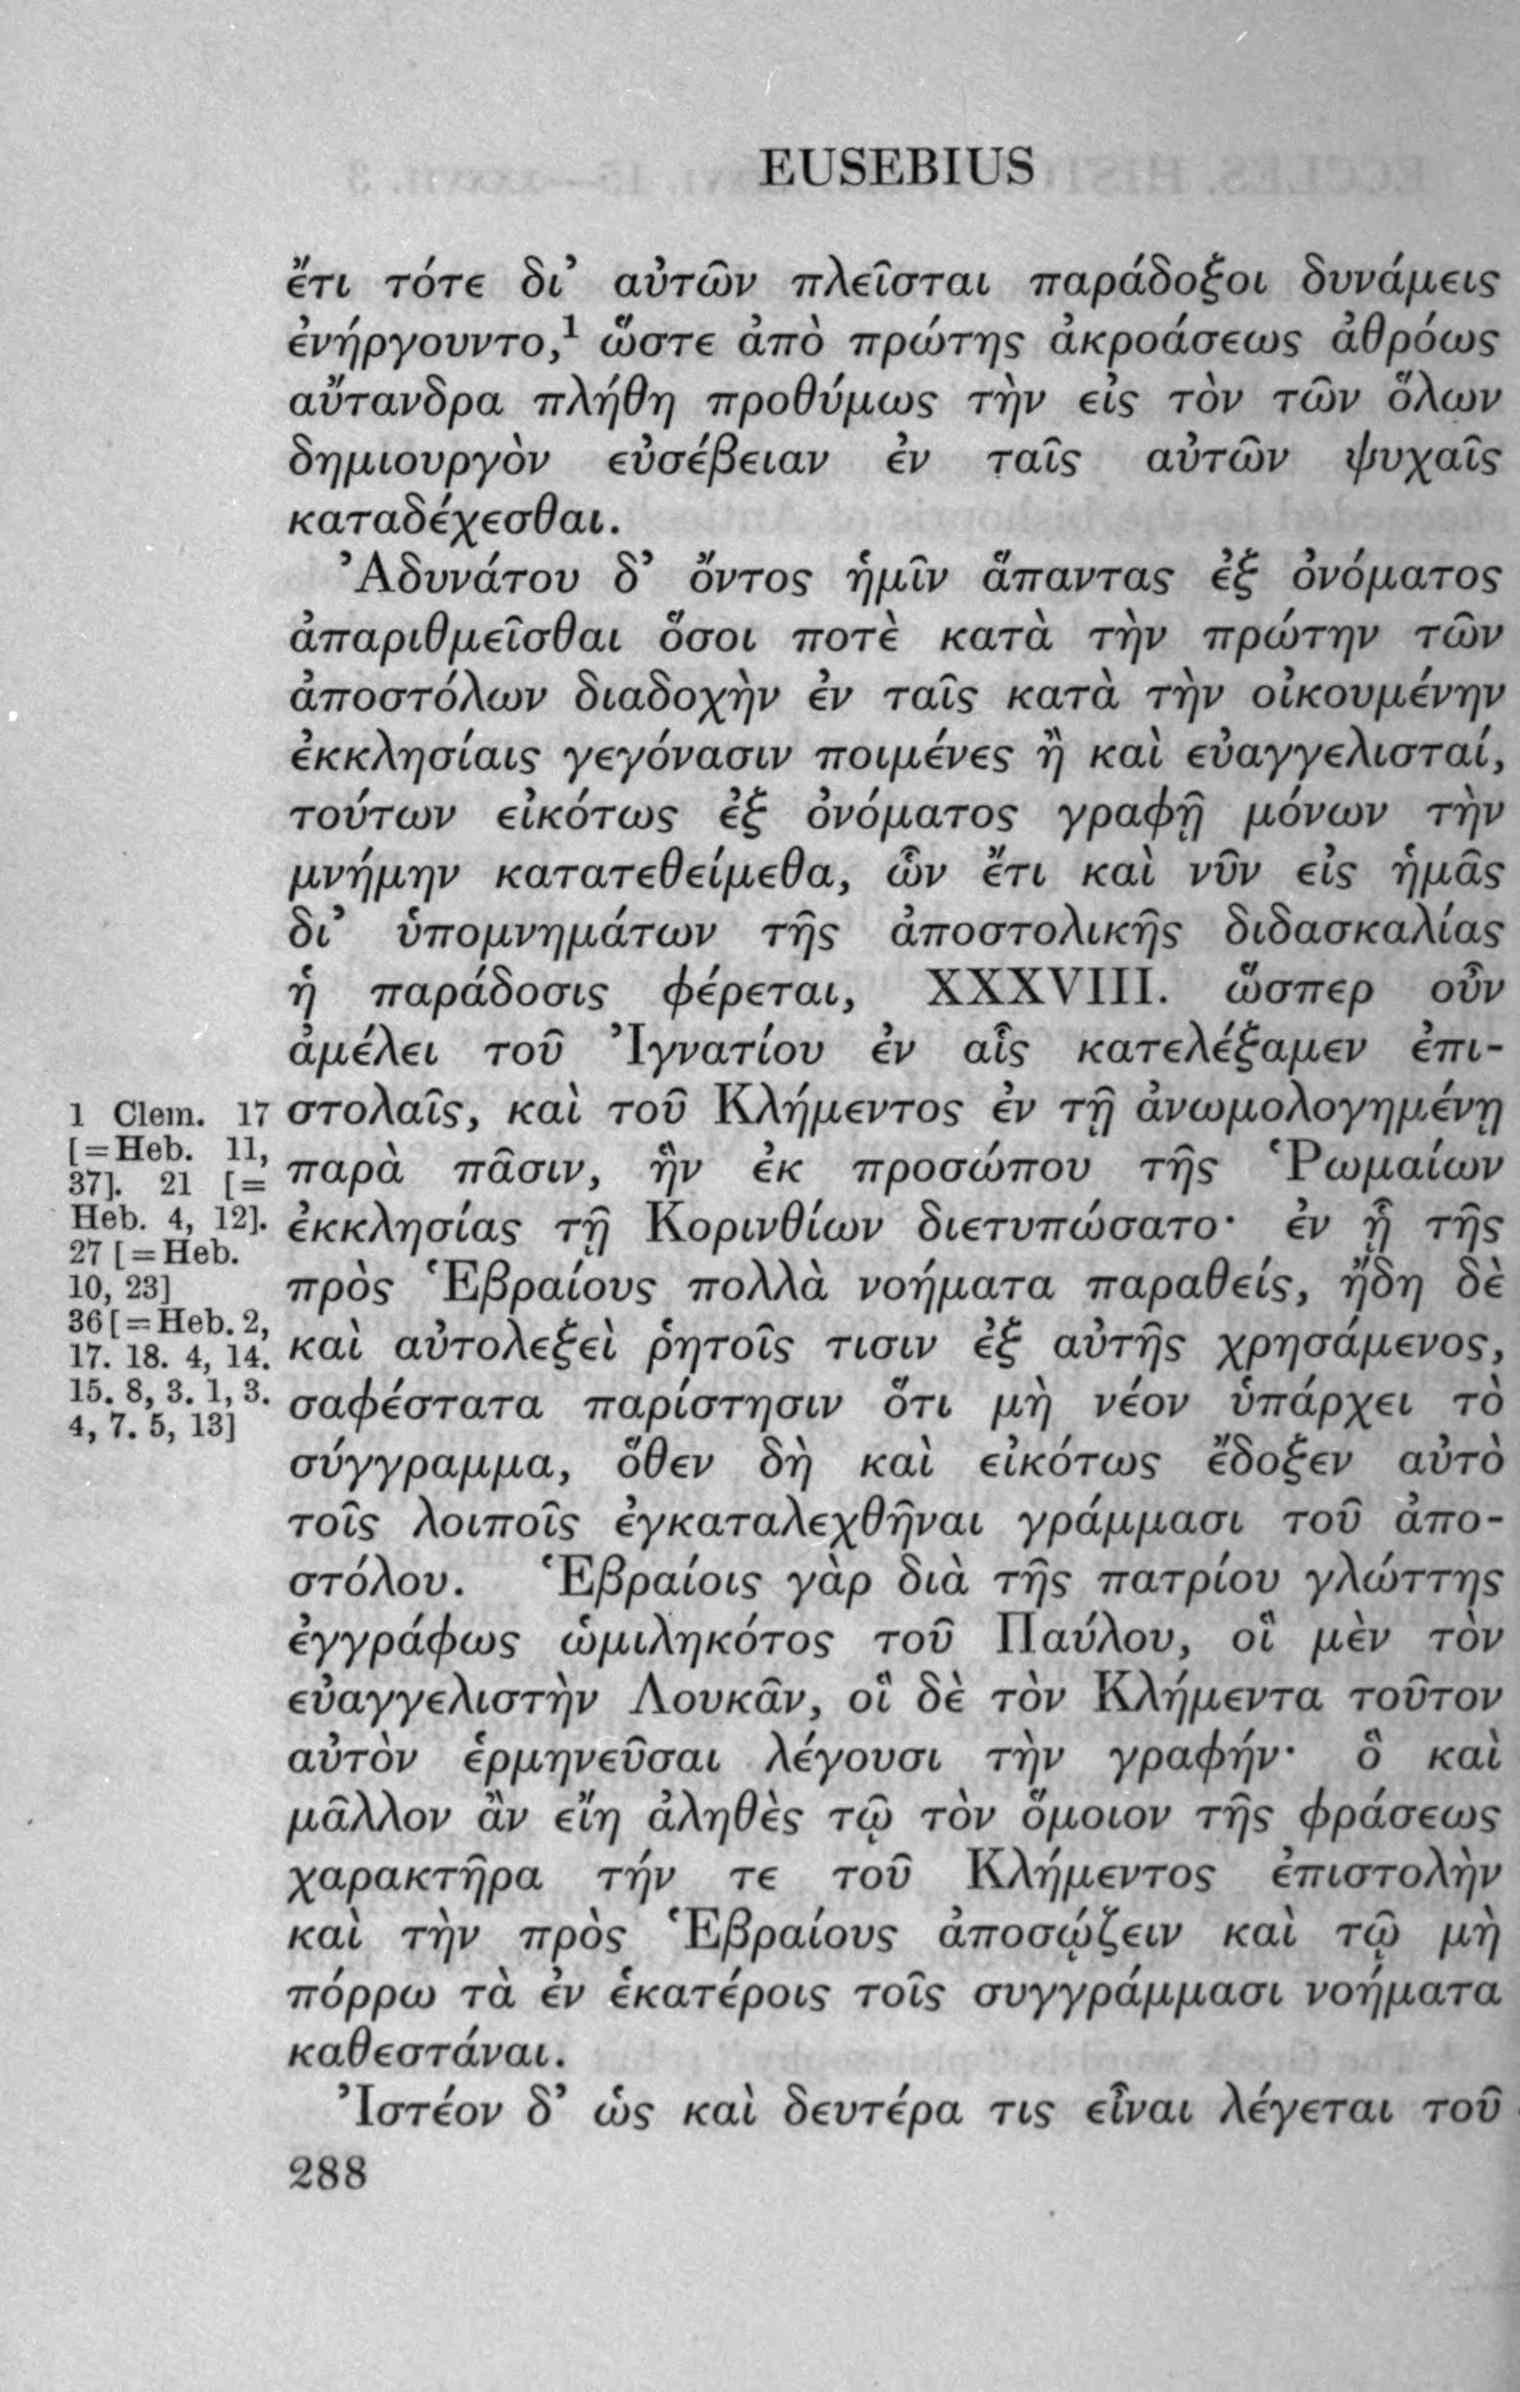 EUSEBIUS
ἔτι τότε δι’ αὐτῶν πλεῖσται παράδοξοι δυνάμεις
ἐνήργουντο,¹ ὥστε ἀπὸ πρώτης ἀκροάσεως ἀθρόως
αὔτανδρα πλήθη προθύμως τὴν εἰς τὸν τῶν ὅλων
δημιουργὸν εὐσέβειαν ἐν ταῖς αὐτῶν ψυχαῖς
καταδέχεσθαι.
’Αδυνάτου δ’ ὄντος ἡμῖν ἅπαντας ἐξ ὀνόματος
ἀπαριθμεῖσθαι ὅσοι ποτὲ κατὰ τὴν πρώτην τῶν
ἀποστόλων διαδοχὴν ἐν ταῖς κατὰ τὴν οἰκουμένην
ἐκκλησίαις γεγόνασιν ποιμένες ἢ καὶ εὐαγγελισταί,
τούτων εἰκότως ἐξ ὀνόματος γραφῇ μόνων τὴν
μνήμην κατατεθείμεθα, ὧν ἔτι καὶ νῦν εἰς ἡμᾶς
δι’ ὑπομνημάτων τῆς ἀποστολικῆς διδασκαλίας
ἡ παράδοσις φέρεται, XXXVIII. ὥσπερ οὖν
ἀμέλει τοῦ ’Ιγνατίου ἐν αἷς κατελέξαμεν ἐπι-
στολαῖς, καὶ τοῦ Κλήμεντος ἐν τῇ ἀνωμολογημένῃ
παρὰ πᾶσιν, ἣν ἐκ προσώπου τῆς ‘Ρωμαίων
ἐκκλησίας τῇ Κορινθίων διετυπώσατο· ἐν ᾗ τῆς
πρὸς ‘Εβραίους πολλὰ νοήματα παραθείς, ἤδη δὲ
καὶ αὐτολεξεὶ ῥητοῖς τισιν ἐξ αὐτῆς χρησάμενος,
σαφέστατα παρίστησιν ὅτι μὴ νέον ὑπάρχει τὸ
σύγγραμμα, ὅθεν δὴ καὶ εἰκότως ἔδοξεν αὐτὸ
τοῖς λοιποῖς ἐγκαταλεχθῆναι γράμμασι τοῦ ἀπο-
στόλου. ‘Εβραίοις γὰρ διὰ τῆς πατρίου γλώττης
ἐγγράφως ὡμιληκότος τοῦ Παύλου, οἳ μὲν τὸν
εὐαγγελιστὴν Λουκᾶν, οἳ δὲ τὸν Κλήμεντα τοῦτον
αὐτὸν ἑρμηνεῦσαι λέγουσι τὴν γραφήν· ὃ καὶ
μᾶλλον ἂν εἴη ἀληθὲς τῷ τὸν ὅμοιον τῆς φράσεως
χαρακτῆρα τήν τε τοῦ Κλήμεντος ἐπιστολὴν
καὶ τὴν πρὸς ‘Εβραίους ἀποσῴζειν καὶ τῷ μὴ
πόρρω τὰ ἐν ἑκατέροις τοῖς συγγράμμασι νοήματα
καθεστάναι.
’Ιστέον δ’ ὡς καὶ δευτέρα τις εἶναι λέγεται τοῦ
288
1 Clem. 17
[=Heb. 11,
37]. 21 [=
Heb. 4, 12].
27 [=Heb.
10, 23]
36 [=Heb. 2,
17. 18. 4, 14.
15. 8, 3. 1, 3.
4, 7. 5, 13]